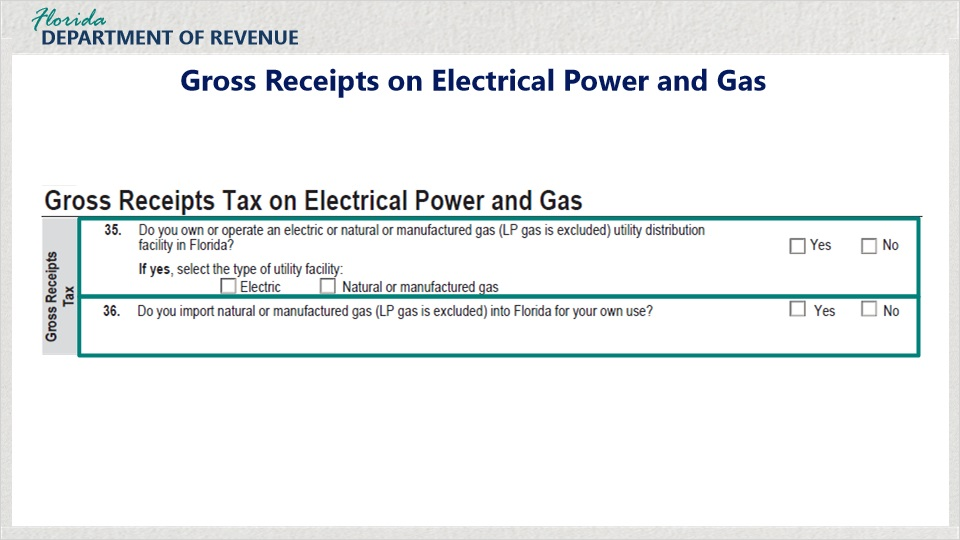 Florida
DEPARTMENT OF REVENUE
Gross Receipts on Electrical Power and Gas
Gross Receipts Tax on Electrical Power and Gas
Gross Receipts
Tax
35. Do you own or operate an electric or natural or manufactured gas (LP gas is excluded) utility distribution
facility in Florida? Yes No
If yes, select the type of utility facility:
Electric Natural or manufactured gas
36. Do you import natural or manufactured gas (LP gas is excluded) into Florida for your own use? Yes No